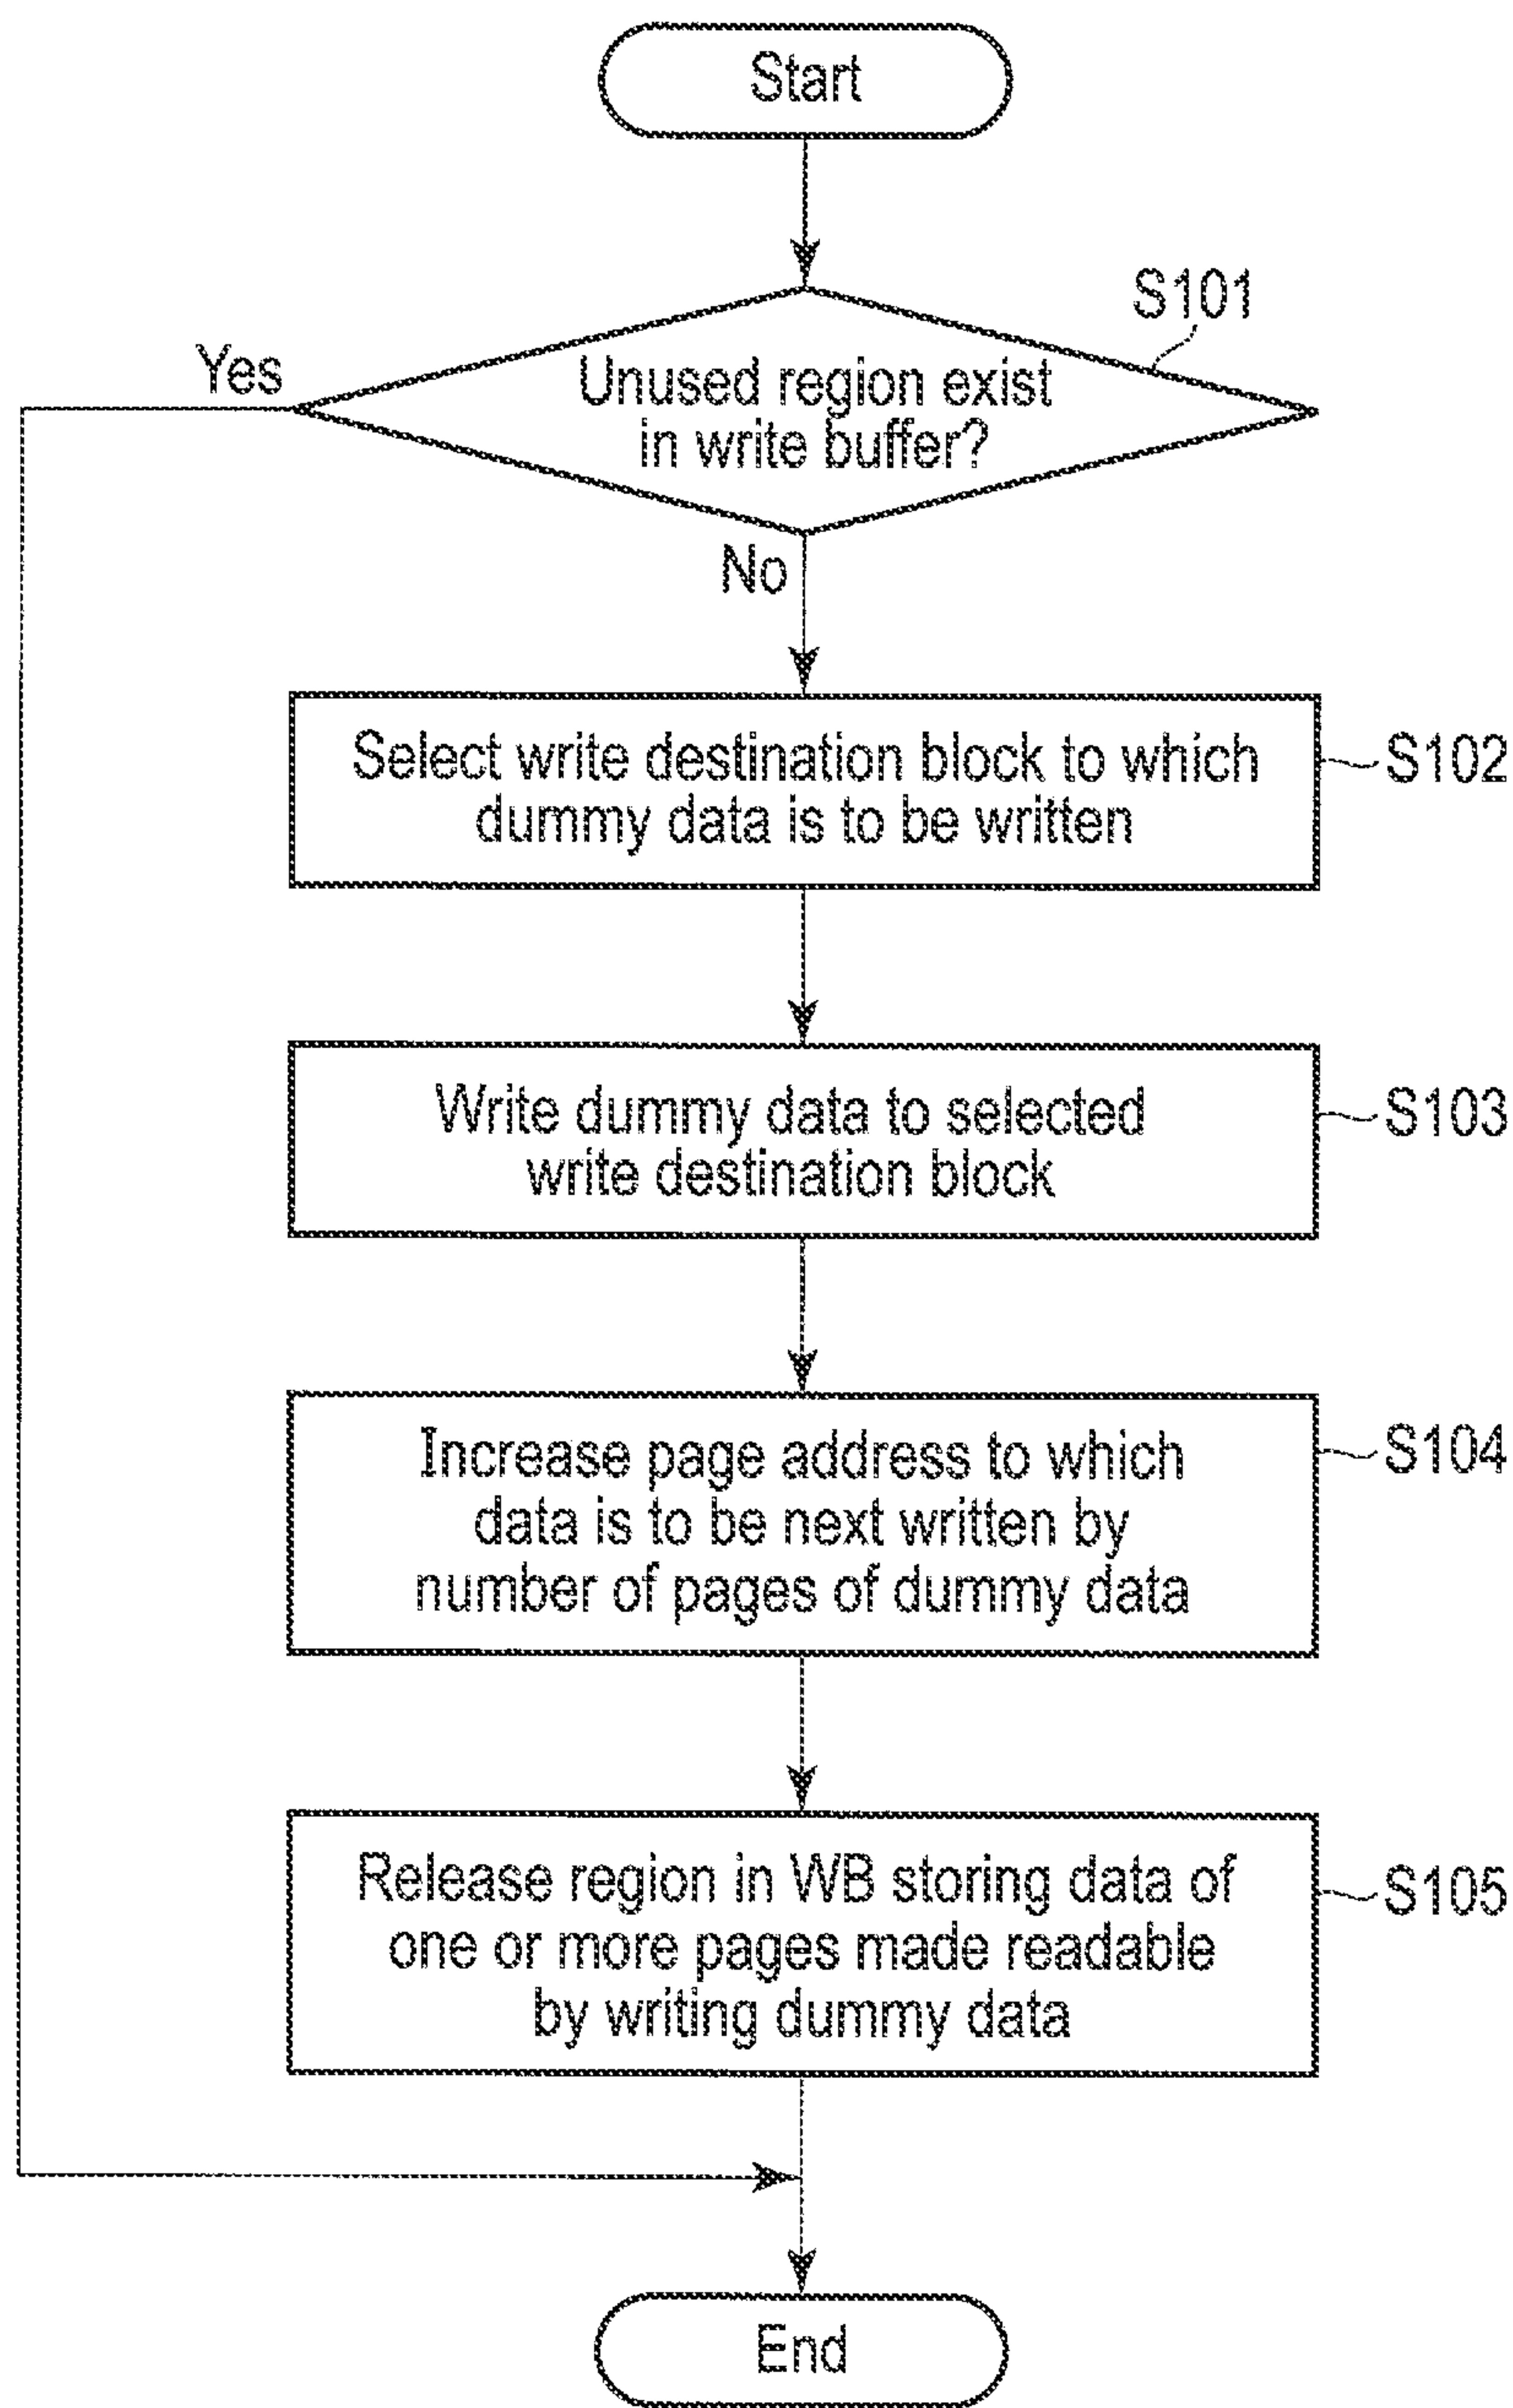 Start
S101
Yes
Unused region exist
in write buffer?
No
Select write destination block to which
dummy data is to be written
S102
Write dummy data to selected
write destination block
S103
Increase page address to which
data is to be next written by
number of pages of dummy data
S104
Release region in WB storing data of
one or more pages made readable
by writing dummy data
S105
End